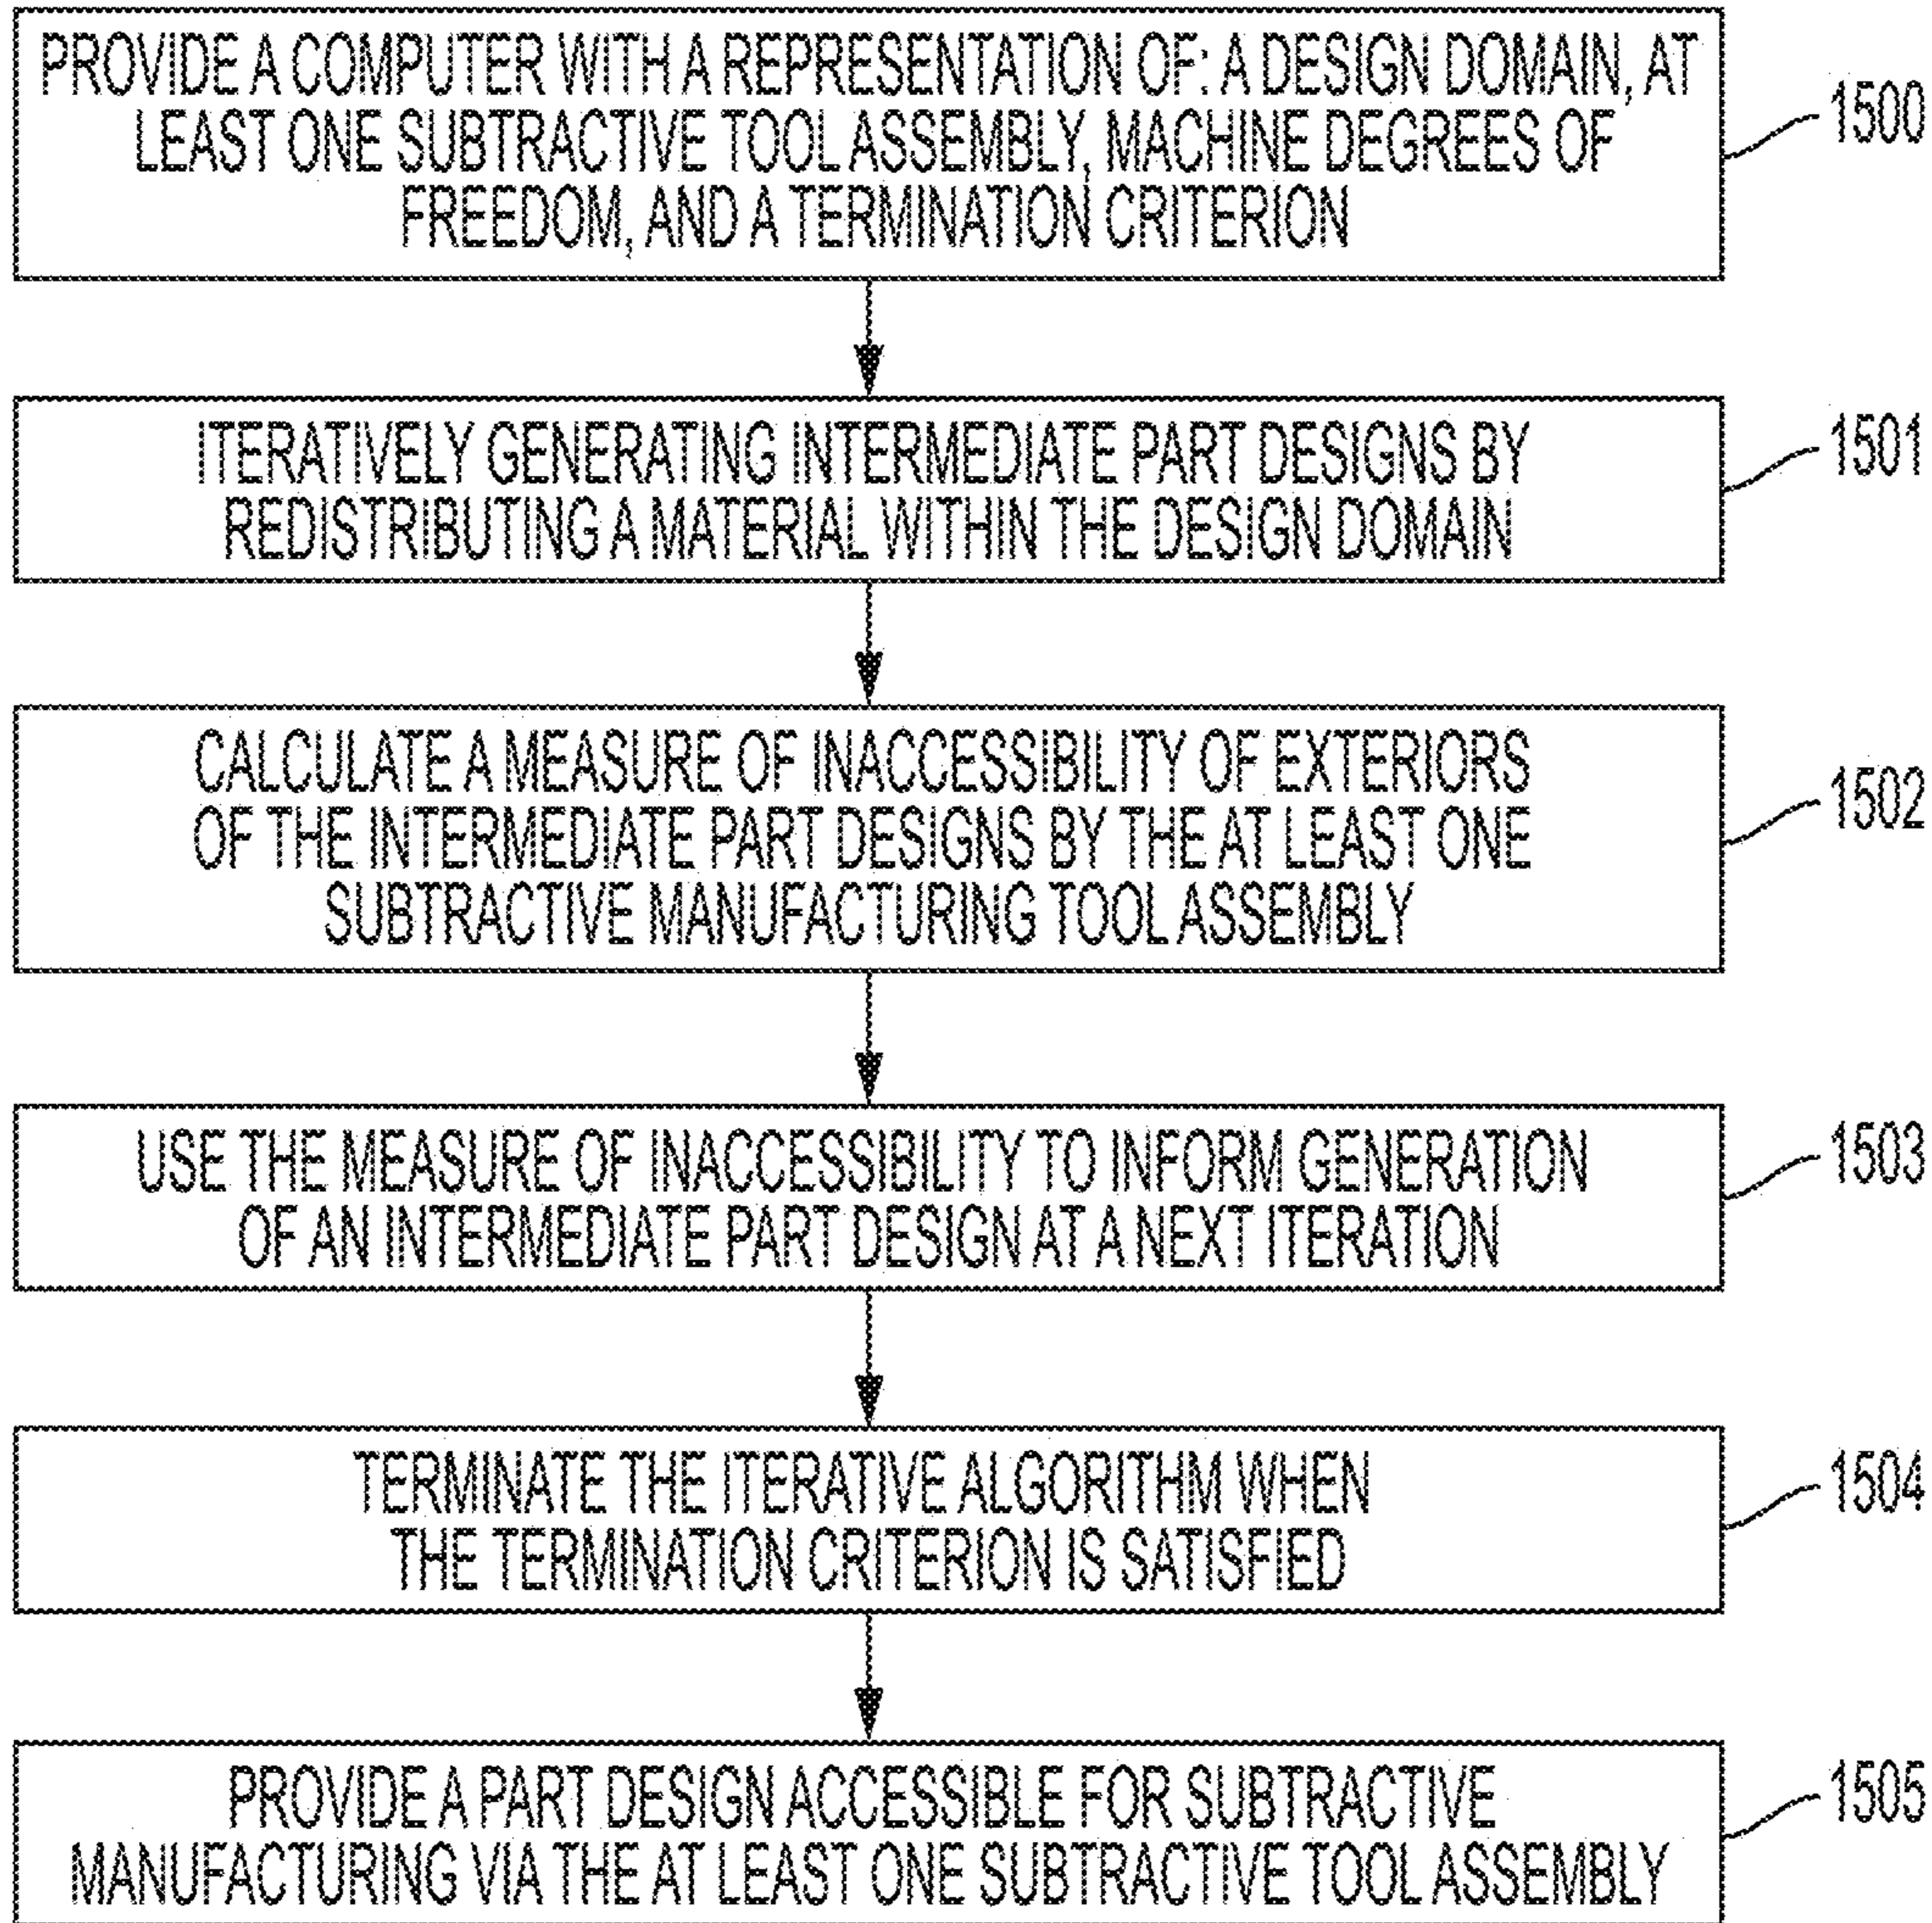 PROVIDE A COMPUTER WITH A REPRESENTATION OF: A DESIGN DOMAIN, AT
LEAST ONE SUBTRACTIVE TOOL ASSEMBLY, MACHINE DEGREES OF
FREEDOM, AND A TERMINATION CRITERION
1500
ITERATIVELY GENERATING INTERMEDIATE PART DESIGNS BY
REDISTRIBUTING A MATERIAL WITHIN THE DESIGN DOMAIN
1501
CALCULATE A MEASURE OF INACCESSIBILITY OF EXTERIORS
OF THE INTERMEDIATE PART DESIGNS BY THE AT LEAST ONE
SUBTRACTIVE MANUFACTURING TOOL ASSEMBLY
1502
USE THE MEASURE OF INACCESSIBILITY TO INFORM GENERATION
OF AN INTERMEDIATE PART DESIGN AT A NEXT ITERATION
1503
TERMINATE THE ITERATIVE ALGORITHM WHEN
THE TERMINATION CRITERION IS SATISFIED
1504
PROVIDE A PART DESIGN ACCESSIBLE FOR SUBTRACTIVE
MANUFACTURING VIA THE AT LEAST ONE SUBTRACTIVE TOOL ASSEMBLY
1505